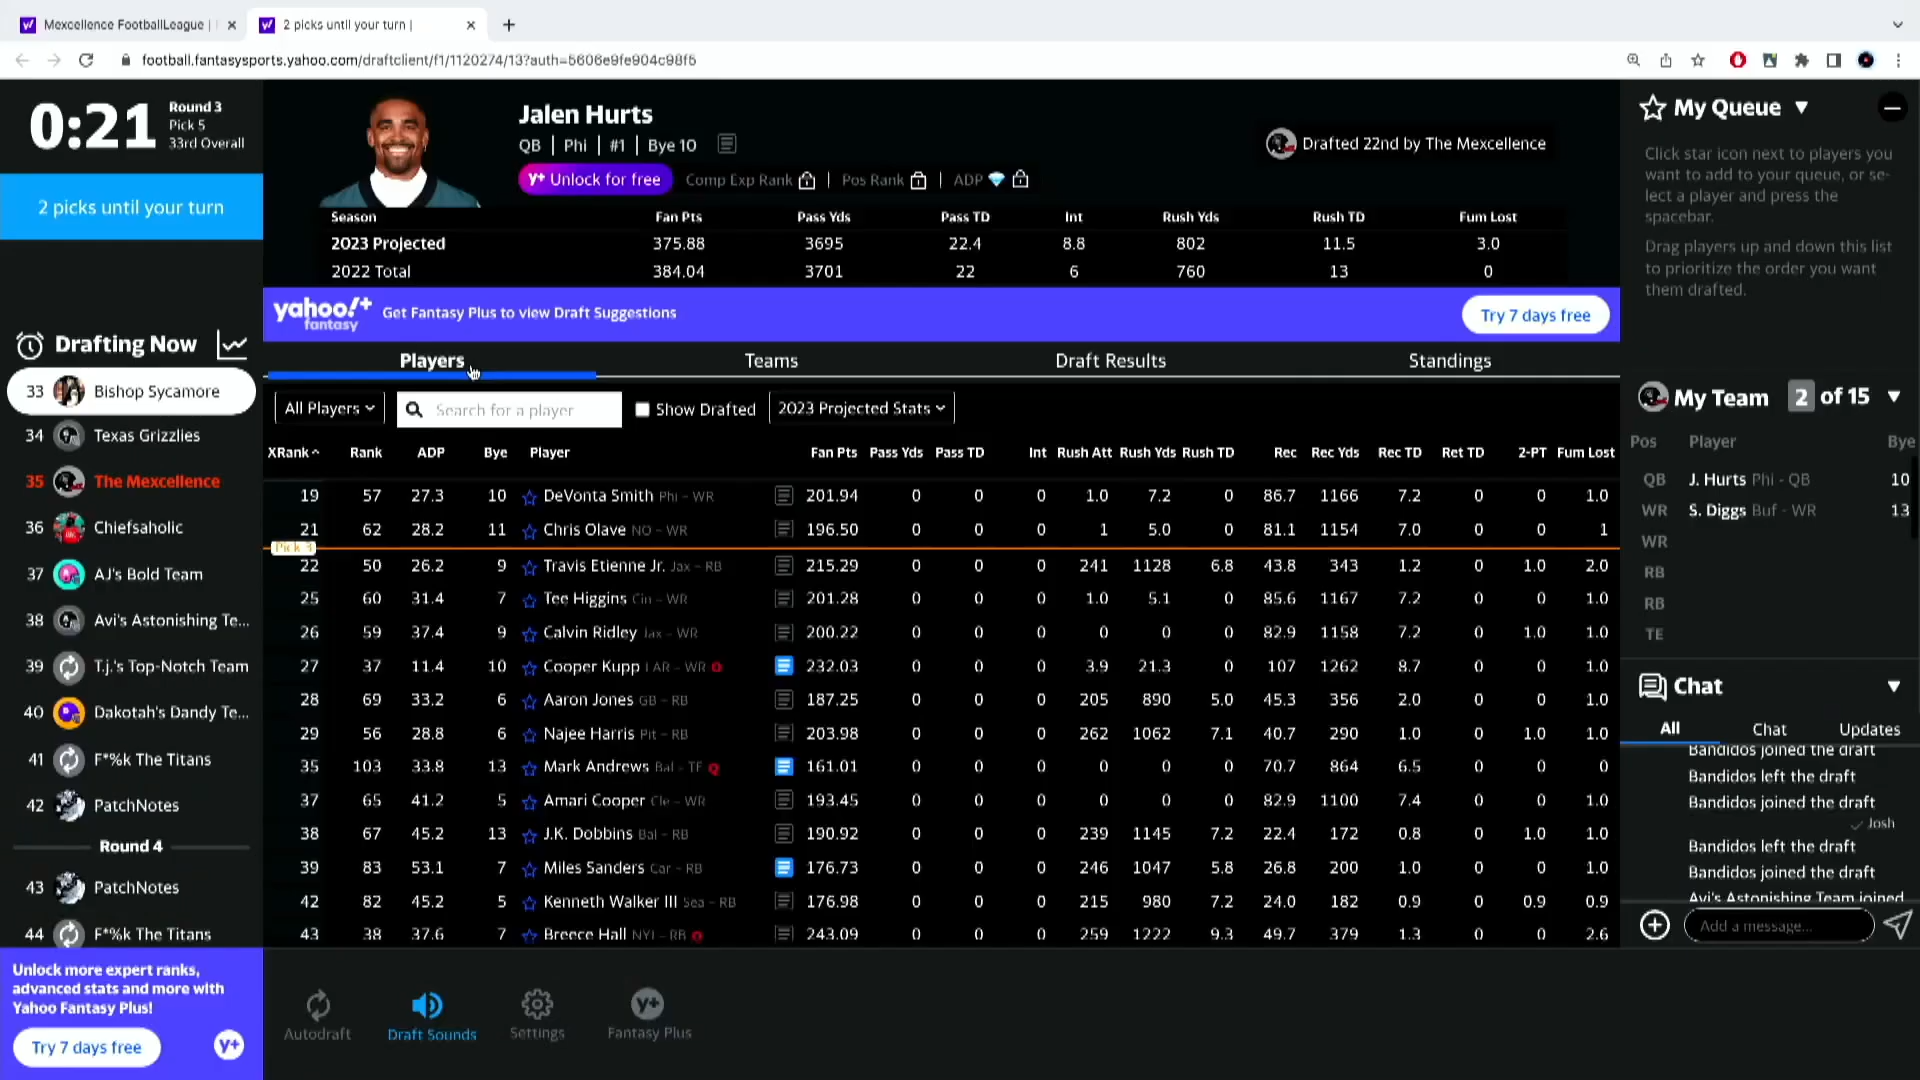 Mexcellence FootballLeague |
2 picks until your turn |
football.fantasysports.yahoo.com/draftclient/f1/1120274/13?auth=5606e9fe904c98f5
0:21
Round 3
Pick 5
33rd Overall
2 picks until your turn
Drafting Now
33 Bishop Sycamore
34 Texas Grizzlies
35 The Mexcellence
36 Chiefsaholic
37 AJ's Bold Team
38 Avi's Astonishing Te...
39 T.j.'s Top-Notch Team
40 Dakotah's Dandy Te...
41 F*%k The Titans
42 PatchNotes
Round 4
43 PatchNotes
44 F*%k The Titans
Unlock more expert ranks,
advanced stats and more with
Yahoo Fantasy Plus!
Try 7 days free y+
Jalen Hurts
QB | Phi | #1 | Bye 10
y+ Unlock for free Comp Exp Rank | Pos Rank | ADP
Drafted 22nd by The Mexcellence
Season Fan Pts Pass Yds Pass TD Int Rush Yds Rush TD Fum Lost
2023 Projected 375.88 3695 22.4 8.8 802 11.5 3.0
2022 Total 384.04 3701 22 6 760 13 0
yahoo!+
fantasy
Get Fantasy Plus to view Draft Suggestions
Try 7 days free
Players Teams Draft Results Standings
All Players Search for a player Show Drafted 2023 Projected Stats
XRank Rank ADP Bye Player Fan Pts Pass Yds Pass TD Int Rush Att Rush Yds Rush TD Rec Rec Yds Rec TD Ret TD 2-PT Fum Lost
19 57 27.3 10 DeVonta Smith Phi - WR 201.94 0 0 0 1.0 7.2 0 86.7 1166 7.2 0 0 1.0
21 62 28.2 11 Chris Olave NO - WR 196.50 0 0 0 1 5.0 0 81.1 1154 7.0 0 0 1
22 50 26.2 9 Travis Etienne Jr. Jax - RB 215.29 0 0 0 241 1128 6.8 43.8 343 1.2 0 1.0 2.0
25 60 31.4 7 Tee Higgins Cin - WR 201.28 0 0 0 1.0 5.1 0 85.6 1167 7.2 0 0 1.0
26 59 37.4 9 Calvin Ridley Jax - WR 200.22 0 0 0 0 0 0 82.9 1158 7.2 0 1.0 1.0
27 37 11.4 10 Cooper Kupp LAR - WR 232.03 0 0 0 3.9 21.3 0 107 1262 8.7 0 0 1.0
28 69 33.2 6 Aaron Jones GB - RB 187.25 0 0 0 205 890 5.0 45.3 356 2.0 0 0 1.0
29 56 28.8 6 Najee Harris Pit - RB 203.98 0 0 0 262 1062 7.1 40.7 290 1.0 0 1.0 1.0
35 103 33.8 13 Mark Andrews Bal - TE Q 161.01 0 0 0 0 0 0 70.7 864 6.5 0 0 0
37 65 41.2 5 Amari Cooper Cle - WR 193.45 0 0 0 0 0 0 82.9 1100 7.4 0 0 1.0
38 67 45.2 13 J.K. Dobbins Bal - RB 190.92 0 0 0 239 1145 7.2 22.4 172 0.8 0 1.0 1.0
39 83 53.1 7 Miles Sanders Car - RB 176.73 0 0 0 246 1047 5.8 26.8 200 1.0 0 0 1.0
42 82 45.2 5 Kenneth Walker III Sea - RB 176.98 0 0 0 215 980 7.2 24.0 182 0.9 0 0.9 0.9
43 38 37.6 7 Breece Hall NYJ - RB 243.09 0 0 0 259 1222 9.3 49.7 379 1.3 0 0 2.6
Autodraft Draft Sounds Settings Fantasy Plus
My Queue
Click star icon next to players you
want to add to your queue, or se-
lect a player and press the
spacebar.
Drag players up and down this list
to prioritize the order you want
them drafted.
My Team 2 of 15
Pos Player Bye
QB J. Hurts Phi - QB 10
WR S. Diggs Buf - WR 13
WR
RB
RB
TE
Chat
All Chat Updates
Bandidos joined the draft
Bandidos left the draft
Bandidos joined the draft
Josh
Bandidos left the draft
Bandidos joined the draft
Avi's Astonishing Team joined
Add a message...